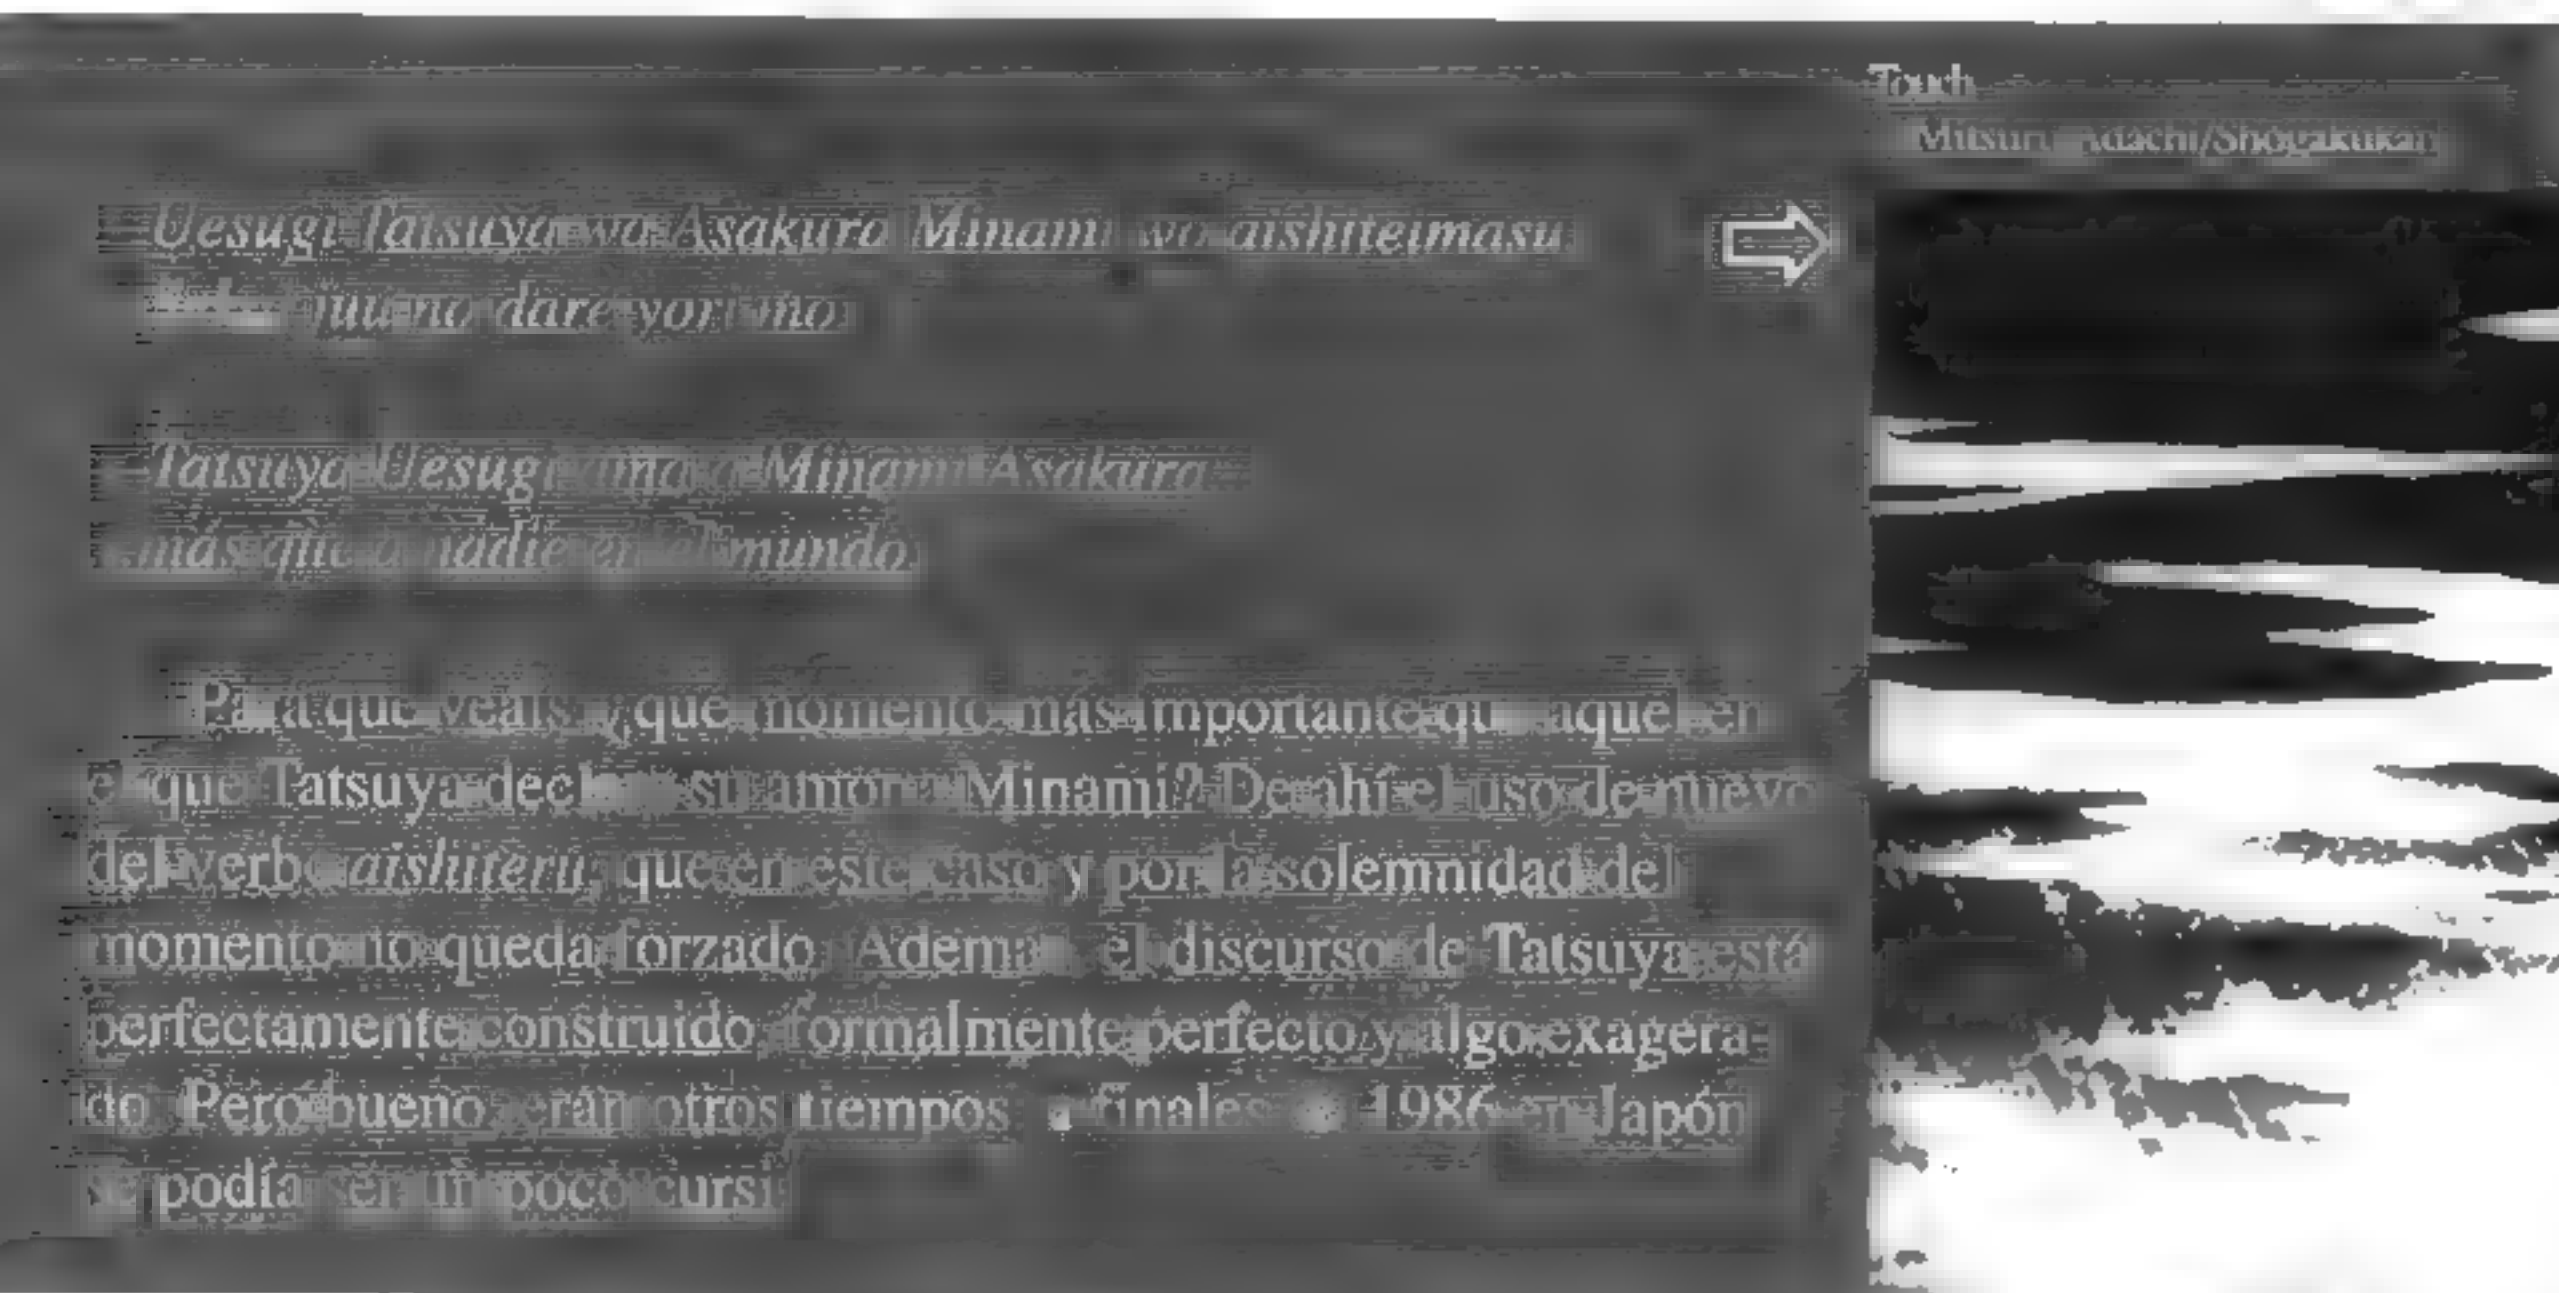 Touch
Mitsuru Adachi/Shogakukan
Uesugi Tatsuya wa Asakura Minami wo aishiteimasu.
no dare yori mo.
Tatsuya Uesugi ama a Minami Asakura
más que a nadie en el mundo.
Para que veáis, ¿qué momento más importante que aquel en
el que Tatsuya declara su amor a Minami? De ahí el uso de nuevo
del verbo aishiteru, que en este caso y por la solemnidad del
momento no queda forzado. Además, el discurso de Tatsuya está
perfectamente construido, formalmente perfecto y algo exagera-
do. Pero bueno, eran otros tiempos, finales 1986 en Japón
se podía ser un poco cursi.